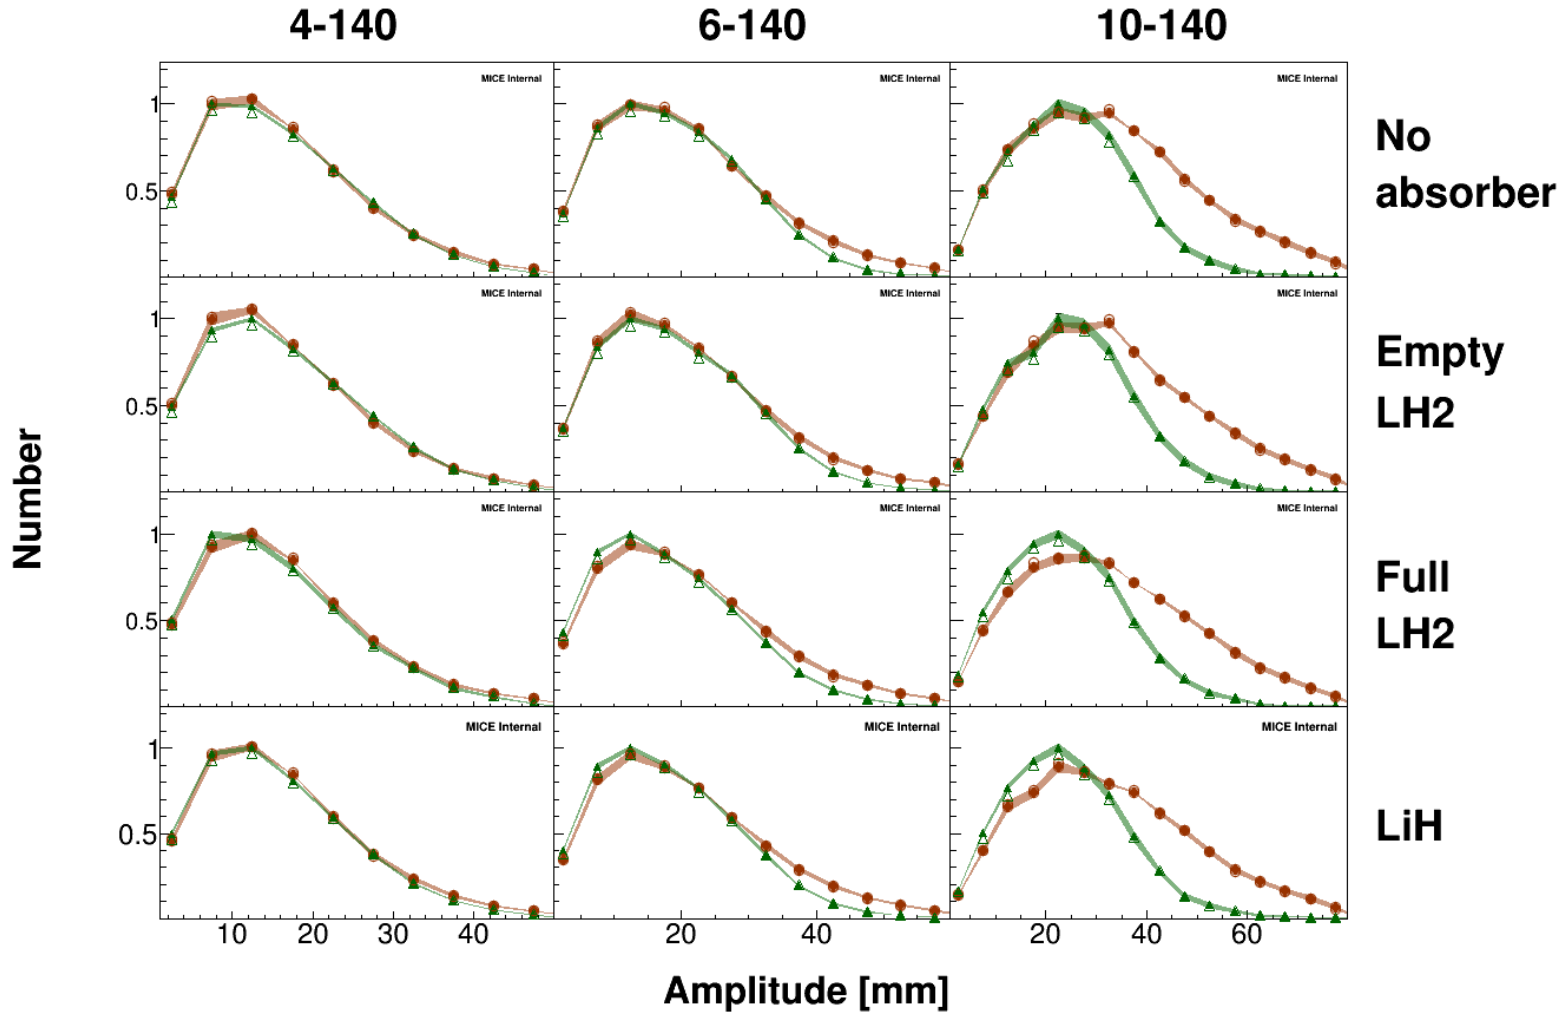 4-140 6-140 10-140
MICE Internal MICE Internal MICE Internal
1
0.5
No
absorber
MICE Internal MICE Internal MICE Internal
1
0.5
Empty
LH2
MICE Internal MICE Internal MICE Internal
1
0.5
Full
LH2
MICE Internal MICE Internal MICE Internal
1
0.5
LiH
Number
10 20 30 40 20 40 20 40 60
Amplitude [mm]